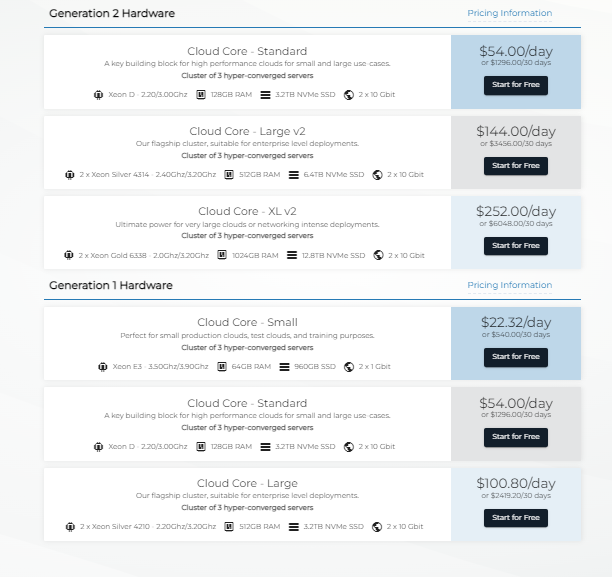 Generation 2 Hardware
Pricing Information
Cloud Core - Standard
A key building block for high performance clouds for small and large use-cases.
Cluster of 3 hyper-converged servers
Xeon D - 2.20/3.00Ghz 128GB RAM 3.2TB NVMe SSD 2 x 10 Gbit
$54.00/day
or $1296.00/30 days
Start for Free
Cloud Core - Large v2
Our flagship cluster, suitable for enterprise level deployments.
Cluster of 3 hyper-converged servers
2 x Xeon Silver 4314 - 2.40Ghz/3.20Ghz 512GB RAM 6.4TB NVMe SSD 2 x 10 Gbit
$144.00/day
or $3456.00/30 days
Start for Free
Cloud Core - XL v2
Ultimate power for very large clouds or networking intense deployments.
Cluster of 3 hyper-converged servers
2 x Xeon Gold 6338 - 2.0Ghz/3.20Ghz 1024GB RAM 12.8TB NVMe SSD 2 x 10 Gbit
$252.00/day
or $6048.00/30 days
Start for Free
Generation 1 Hardware
Pricing Information
Cloud Core - Small
Perfect for small production clouds, test clouds, and training purposes.
Cluster of 3 hyper-converged servers
Xeon E3 - 3.50Ghz/3.90Ghz 64GB RAM 960GB SSD 2 x 1 Gbit
$22.32/day
or $540.00/30 days
Start for Free
Cloud Core - Standard
A key building block for high performance clouds for small and large use-cases.
Cluster of 3 hyper-converged servers
Xeon D - 2.20/3.00Ghz 128GB RAM 3.2TB NVMe SSD 2 x 10 Gbit
$54.00/day
or $1296.00/30 days
Start for Free
Cloud Core - Large
Our flagship cluster, suitable for enterprise level deployments.
Cluster of 3 hyper-converged servers
2 x Xeon Silver 4210 - 2.20Ghz/3.20Ghz 512GB RAM 3.2TB NVMe SSD 2 x 10 Gbit
$100.80/day
or $2419.20/30 days
Start for Free